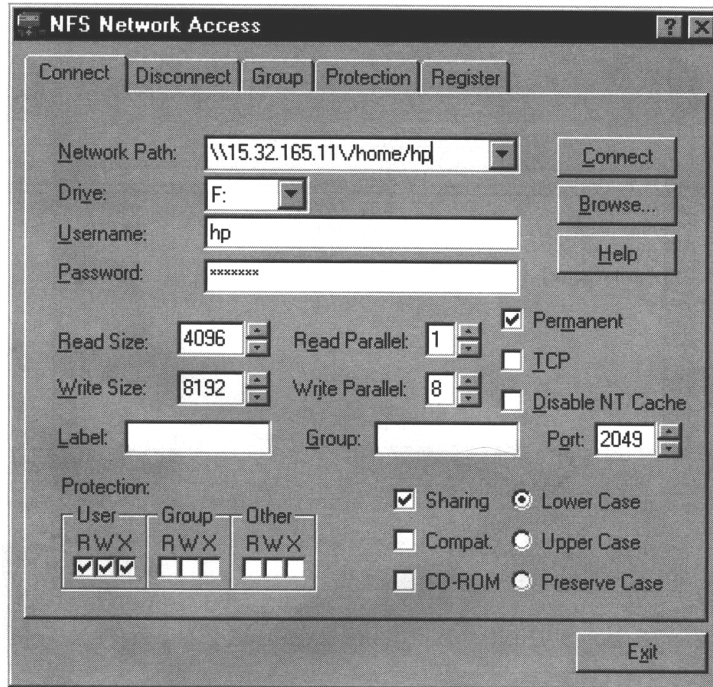 NFS Network Access
Connect Disconnect Group Protection Register
Network Path: \\15.32.165.11\/home/hp Connect
Drive: F: Browse...
Username: hp Help
Password: ×××××××
Read Size: 4096 Read Parallel: 1 Permanent
TCP
Write Size: 8192 Write Parallel: 8 Disable NT Cache
Label: Group: Port: 2049
Protection:
User Group Other Sharing Lower Case
R W X R W X R W X Compat. Upper Case
CD-ROM Preserve Case
Exit